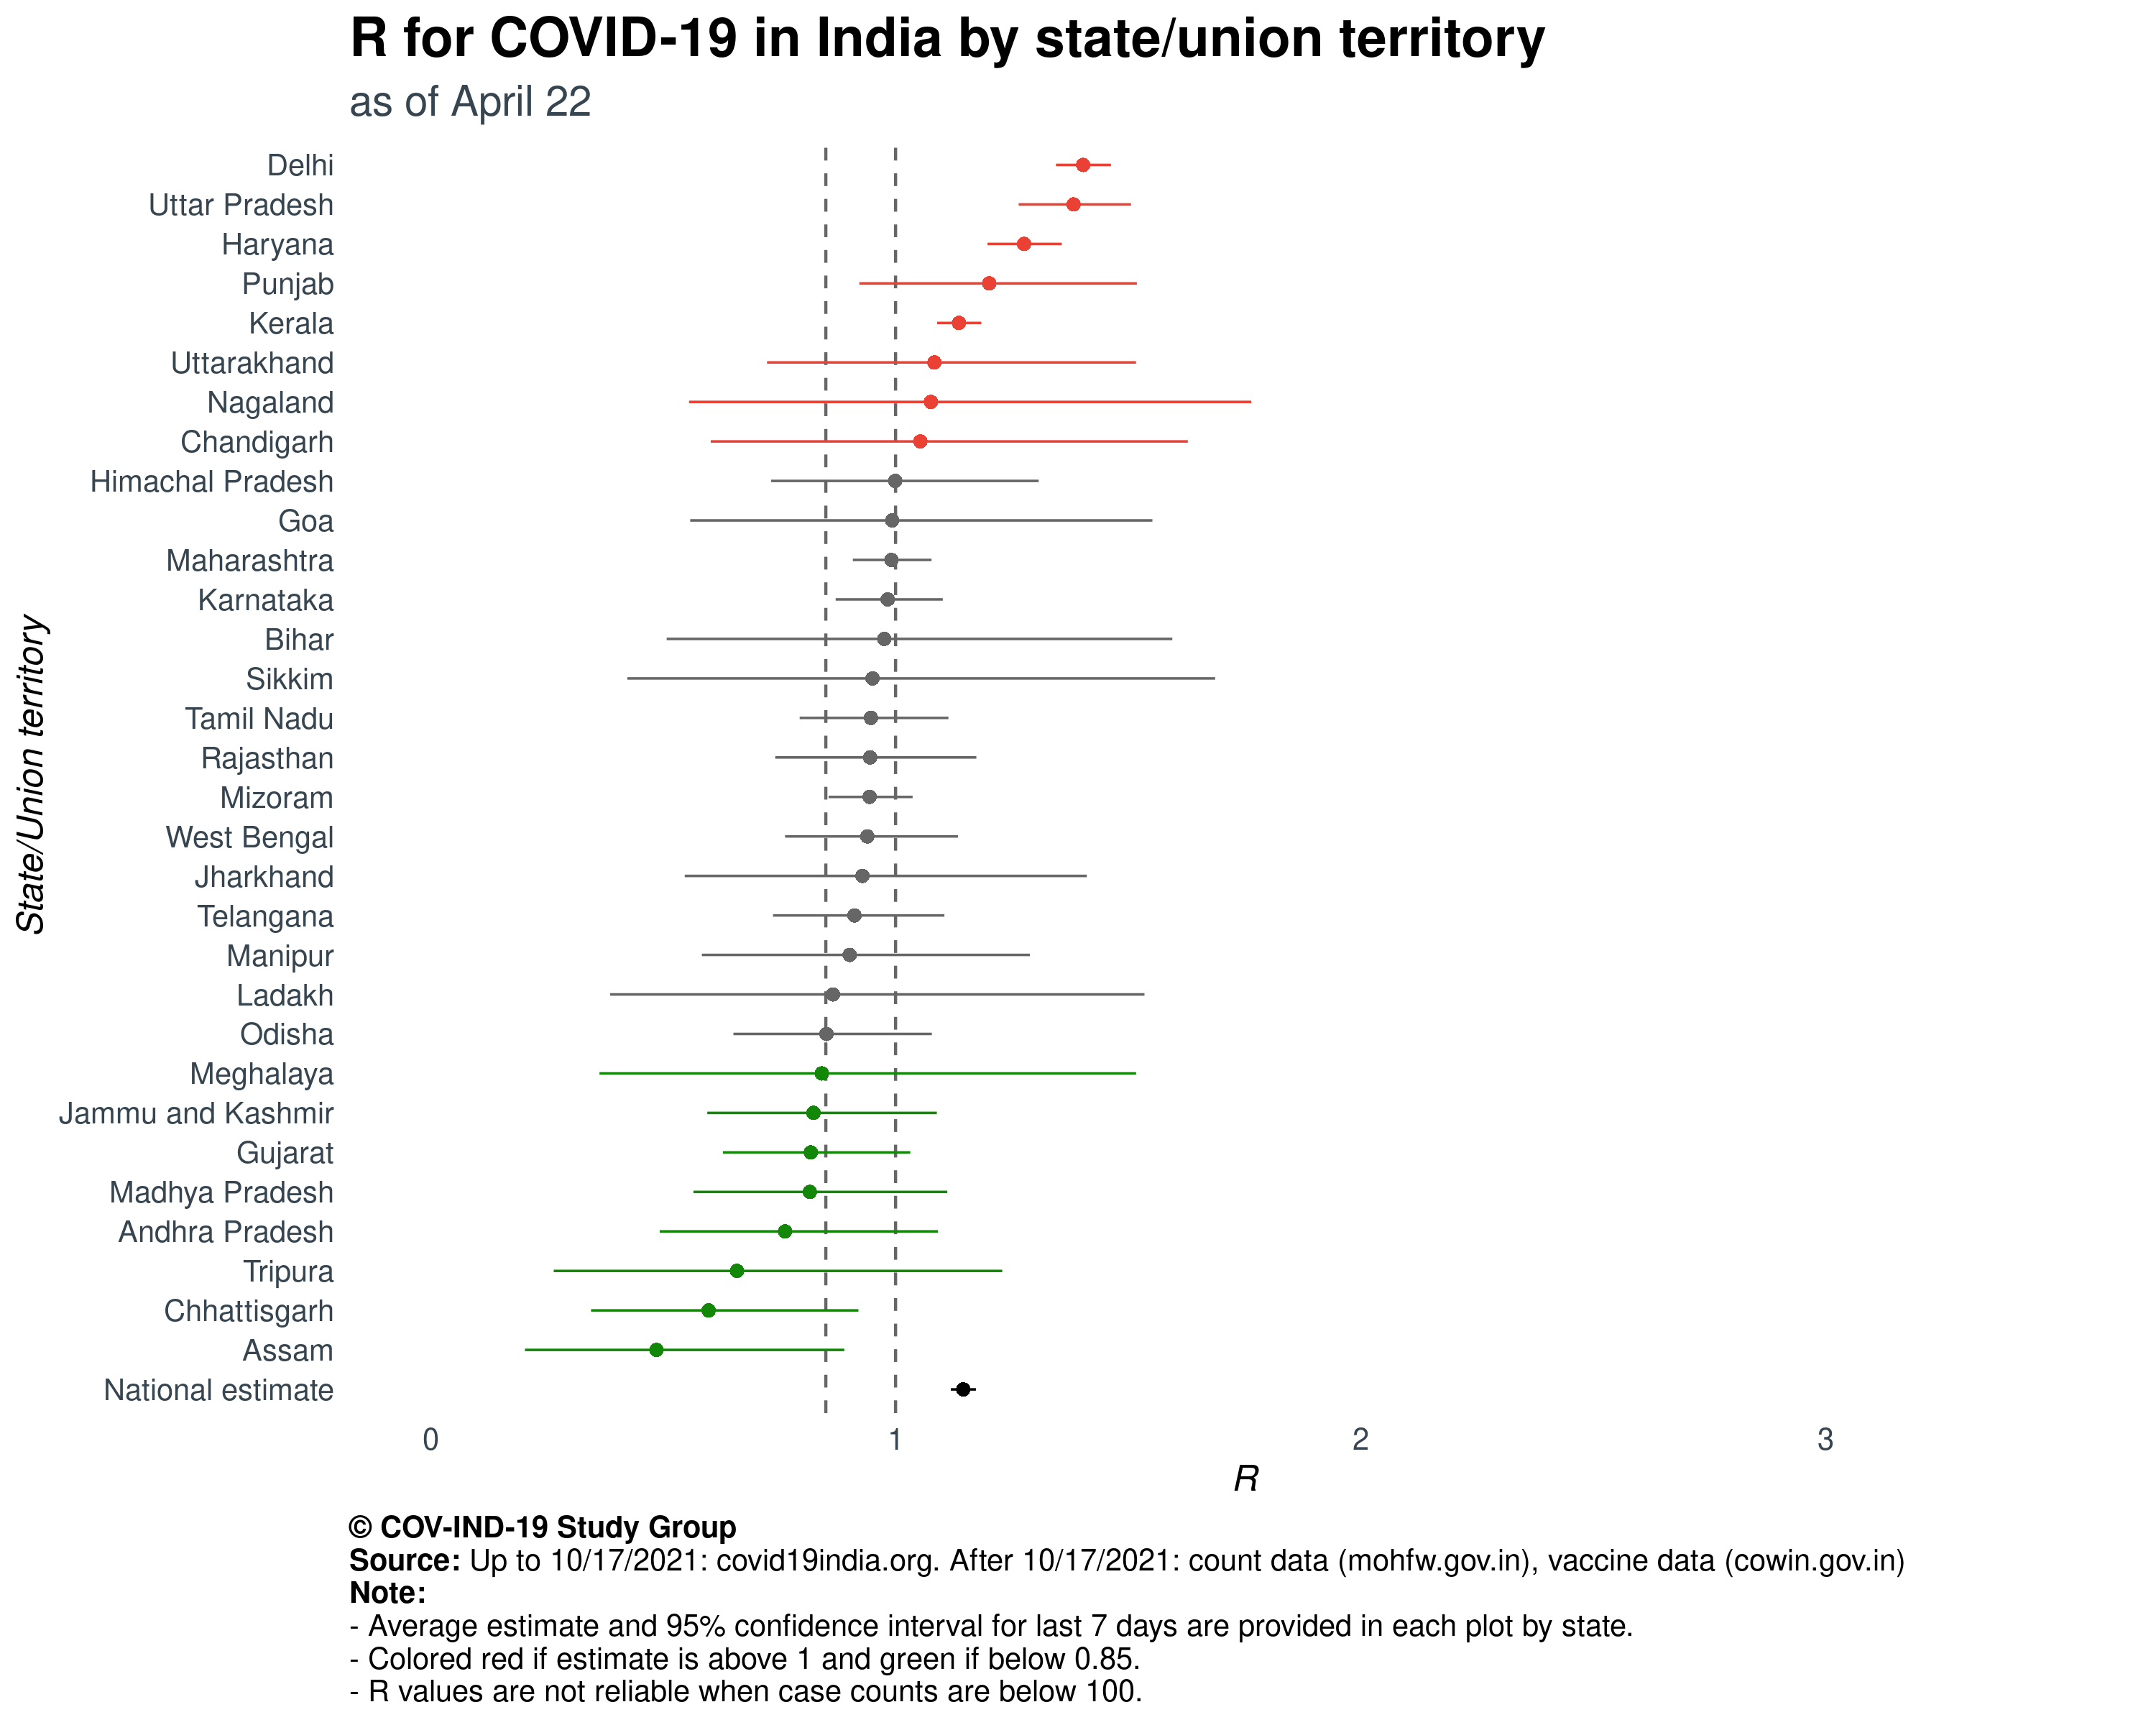 R for COVID-19 in India by state/union territory
as of April 22
State/Union territory
Delhi
Uttar Pradesh
Haryana
Punjab
Kerala
Uttarakhand
Nagaland
Chandigarh
Himachal Pradesh
Goa
Maharashtra
Karnataka
Bihar
Sikkim
Tamil Nadu
Rajasthan
Mizoram
West Bengal
Jharkhand
Telangana
Manipur
Ladakh
Odisha
Meghalaya
Jammu and Kashmir
Gujarat
Madhya Pradesh
Andhra Pradesh
Tripura
Chhattisgarh
Assam
National estimate
0 1 2 3
R
© COV-IND-19 Study Group
Source: Up to 10/17/2021: covid19india.org. After 10/17/2021: count data (mohfw.gov.in), vaccine data (cowin.gov.in)
Note:
- Average estimate and 95% confidence interval for last 7 days are provided in each plot by state.
- Colored red if estimate is above 1 and green if below 0.85.
- R values are not reliable when case counts are below 100.